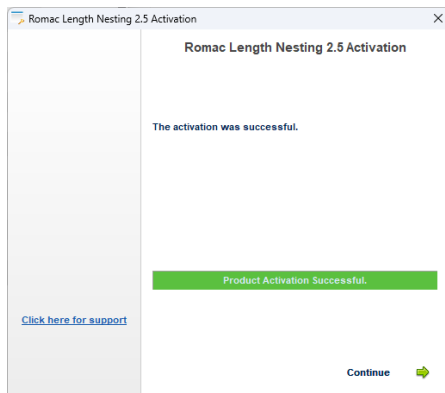 Romac Length Nesting 2.5 Activation
Romac Length Nesting 2.5 Activation
The activation was successful.
Product Activation Successful.
Click here for support
Continue